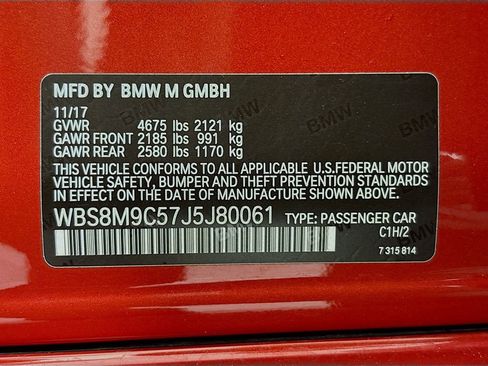 MFD BY BMW M GMBH
11/17
GVWR 4675 lbs 2121 kg
GAWR FRONT 2185 lbs 991 kg
GAWR REAR 2580 lbs 1170 kg
THIS VEHICLE CONFORMS TO ALL APPLICABLE U.S. FEDERAL MOTOR
VEHICLE SAFETY, BUMPER AND THEFT PREVENTION STANDARDS
IN EFFECT ON THE DATE OF MANUFACTURE SHOWN ABOVE.
WBS8M9C57J5J80061 TYPE: PASSENGER CAR
C1H/2
7 315 814